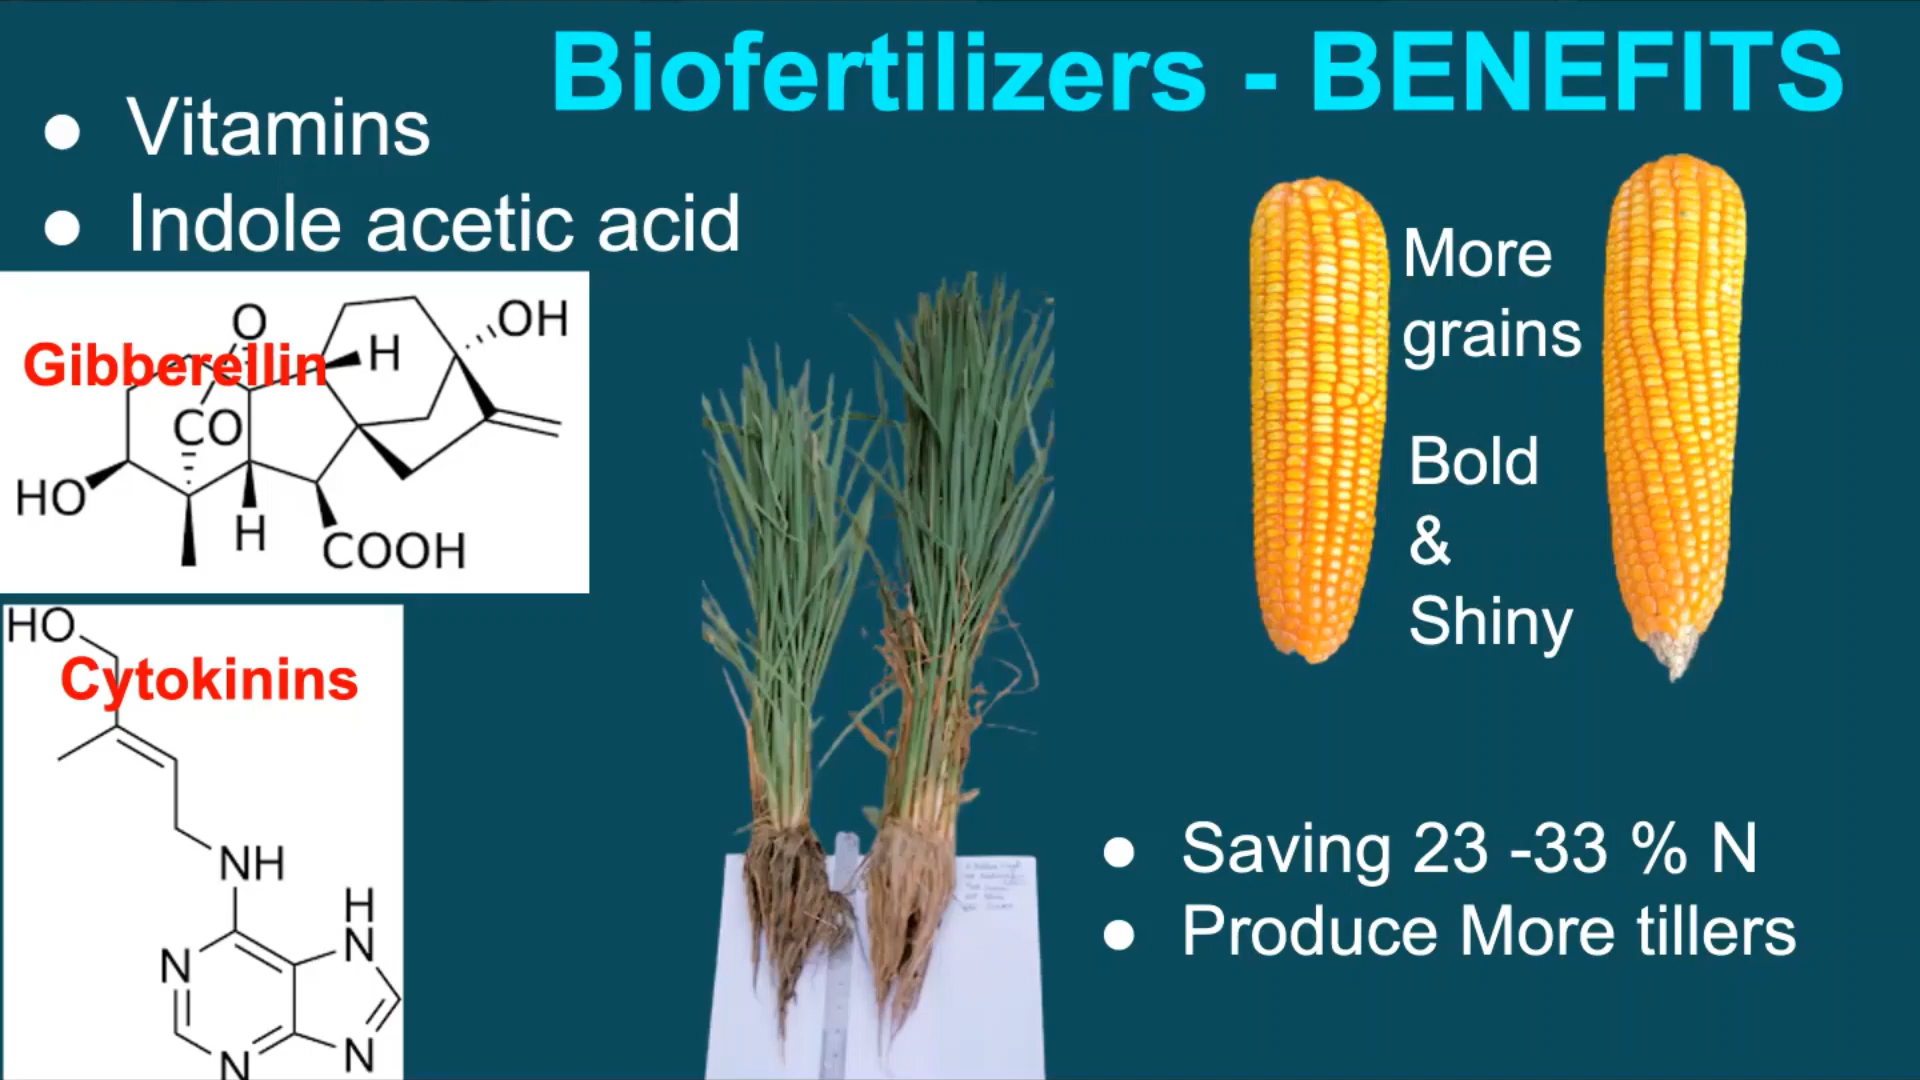 Biofertilizers - BENEFITS
● Vitamins
● Indole acetic acid
Gibberellin
O
H
OH
CO
HO
H
COOH
HO
Cytokinins
NH
H
N
N
N
N
More
grains
Bold
&
Shiny
● Saving 23 -33 % N
● Produce More tillers